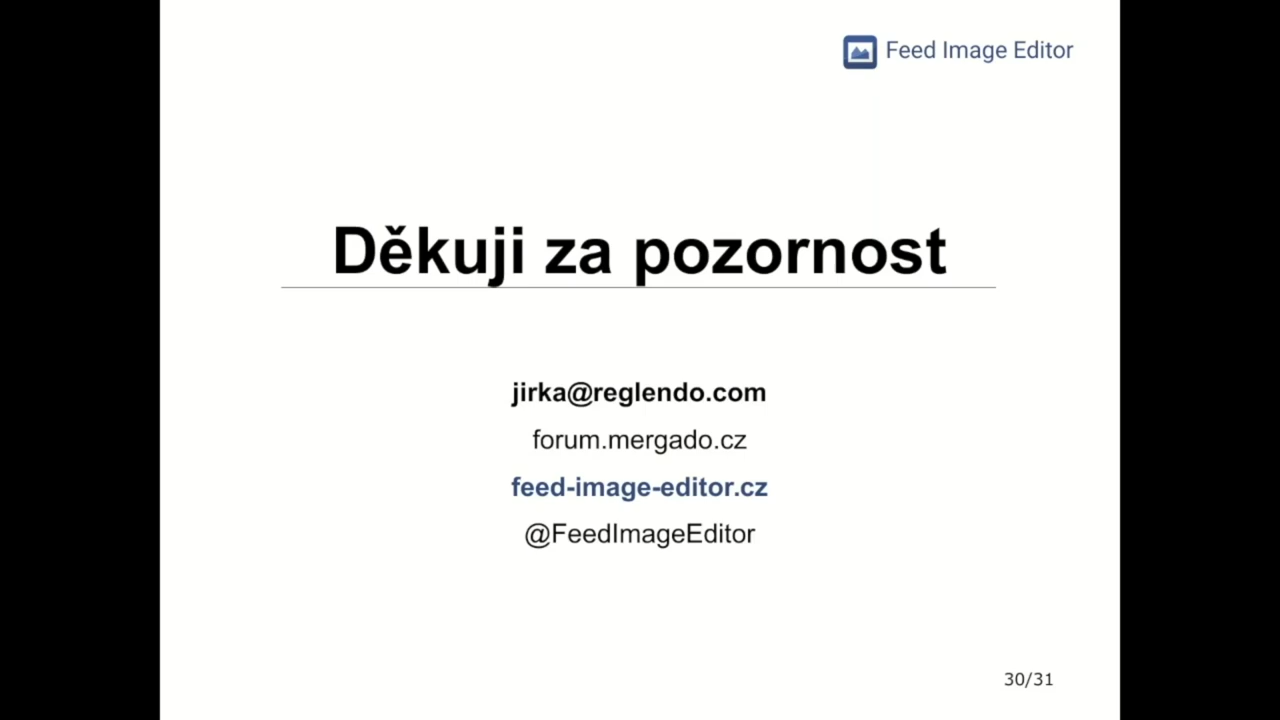 Feed Image Editor
Děkuji za pozornost
jirka@reglendo.com
forum.mergado.cz
feed-image-editor.cz
@FeedImageEditor
30/31